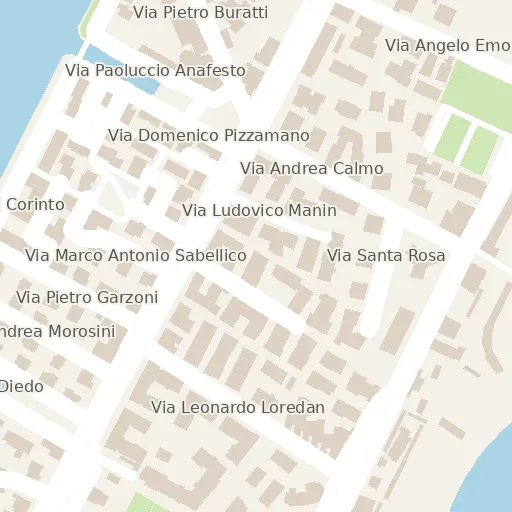 Via Pietro Buratti
Via Angelo Emo
Via Paoluccio Anafesto
Via Domenico Pizzamano
Via Andrea Calmo
Corinto
Via Ludovico Manin
Via Marco Antonio Sabellico
Via Santa Rosa
Via Pietro Garzoni
ndrea Morosini
Diedo
Via Leonardo Loredan